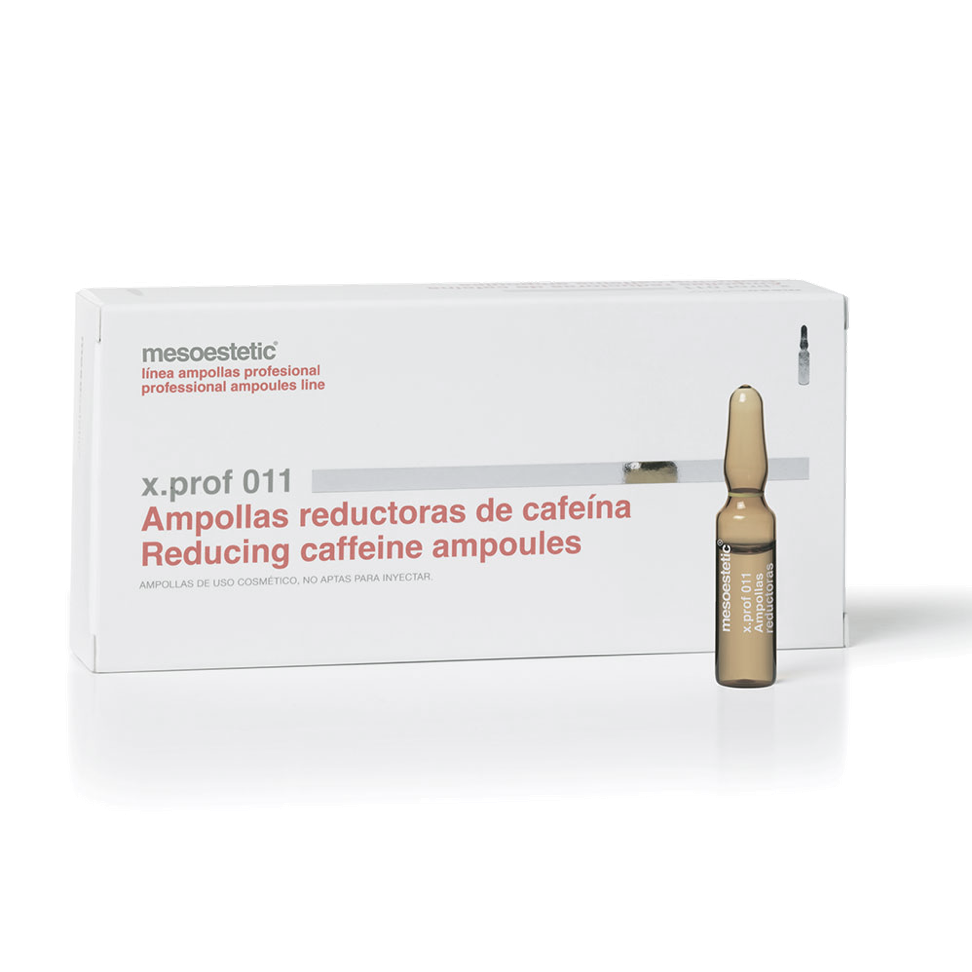 mesoestetic®
línea ampollas profesional
professional ampoules line
x.prof 011
Ampollas reductoras de cafeína
Reducing caffeine ampoules
AMPOLLAS DE USO COSMÉTICO, NO APTAS PARA INYECTAR.
mesoestetic®
x.prof 011
Ampollas
reductoras